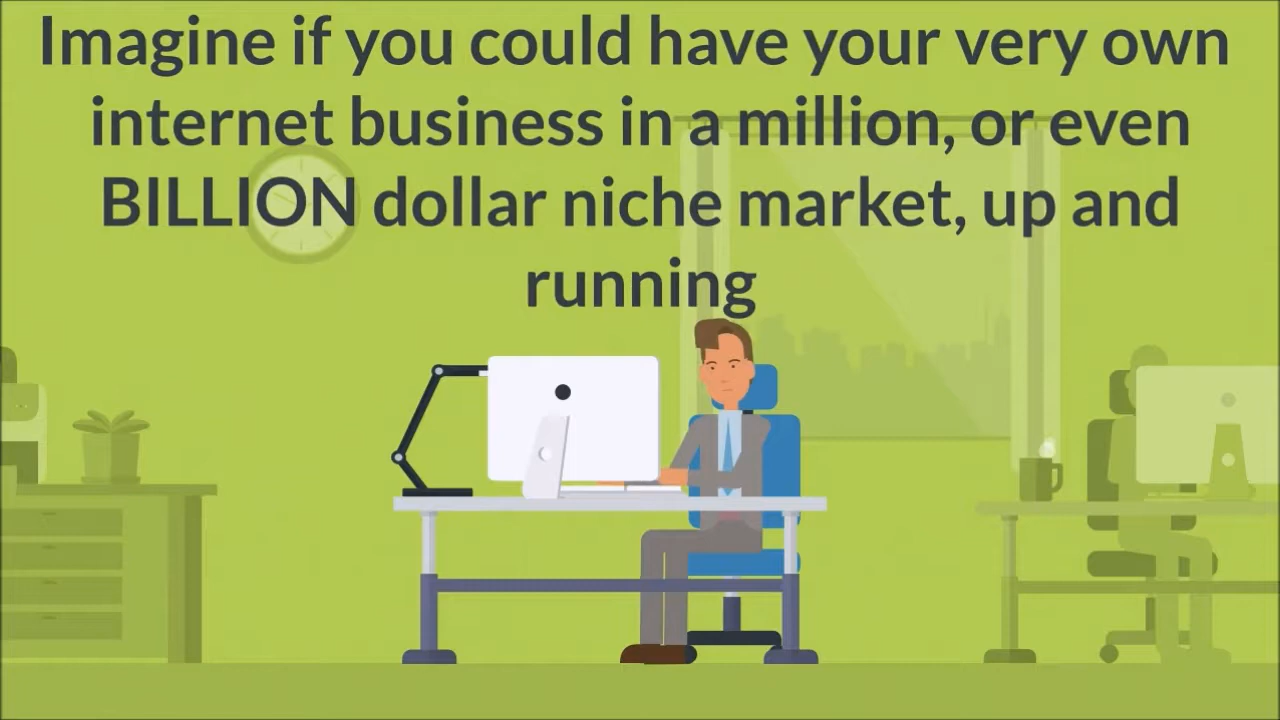 Imagine if you could have your very own
internet business in a million, or even
BILLION dollar niche market, up and
running